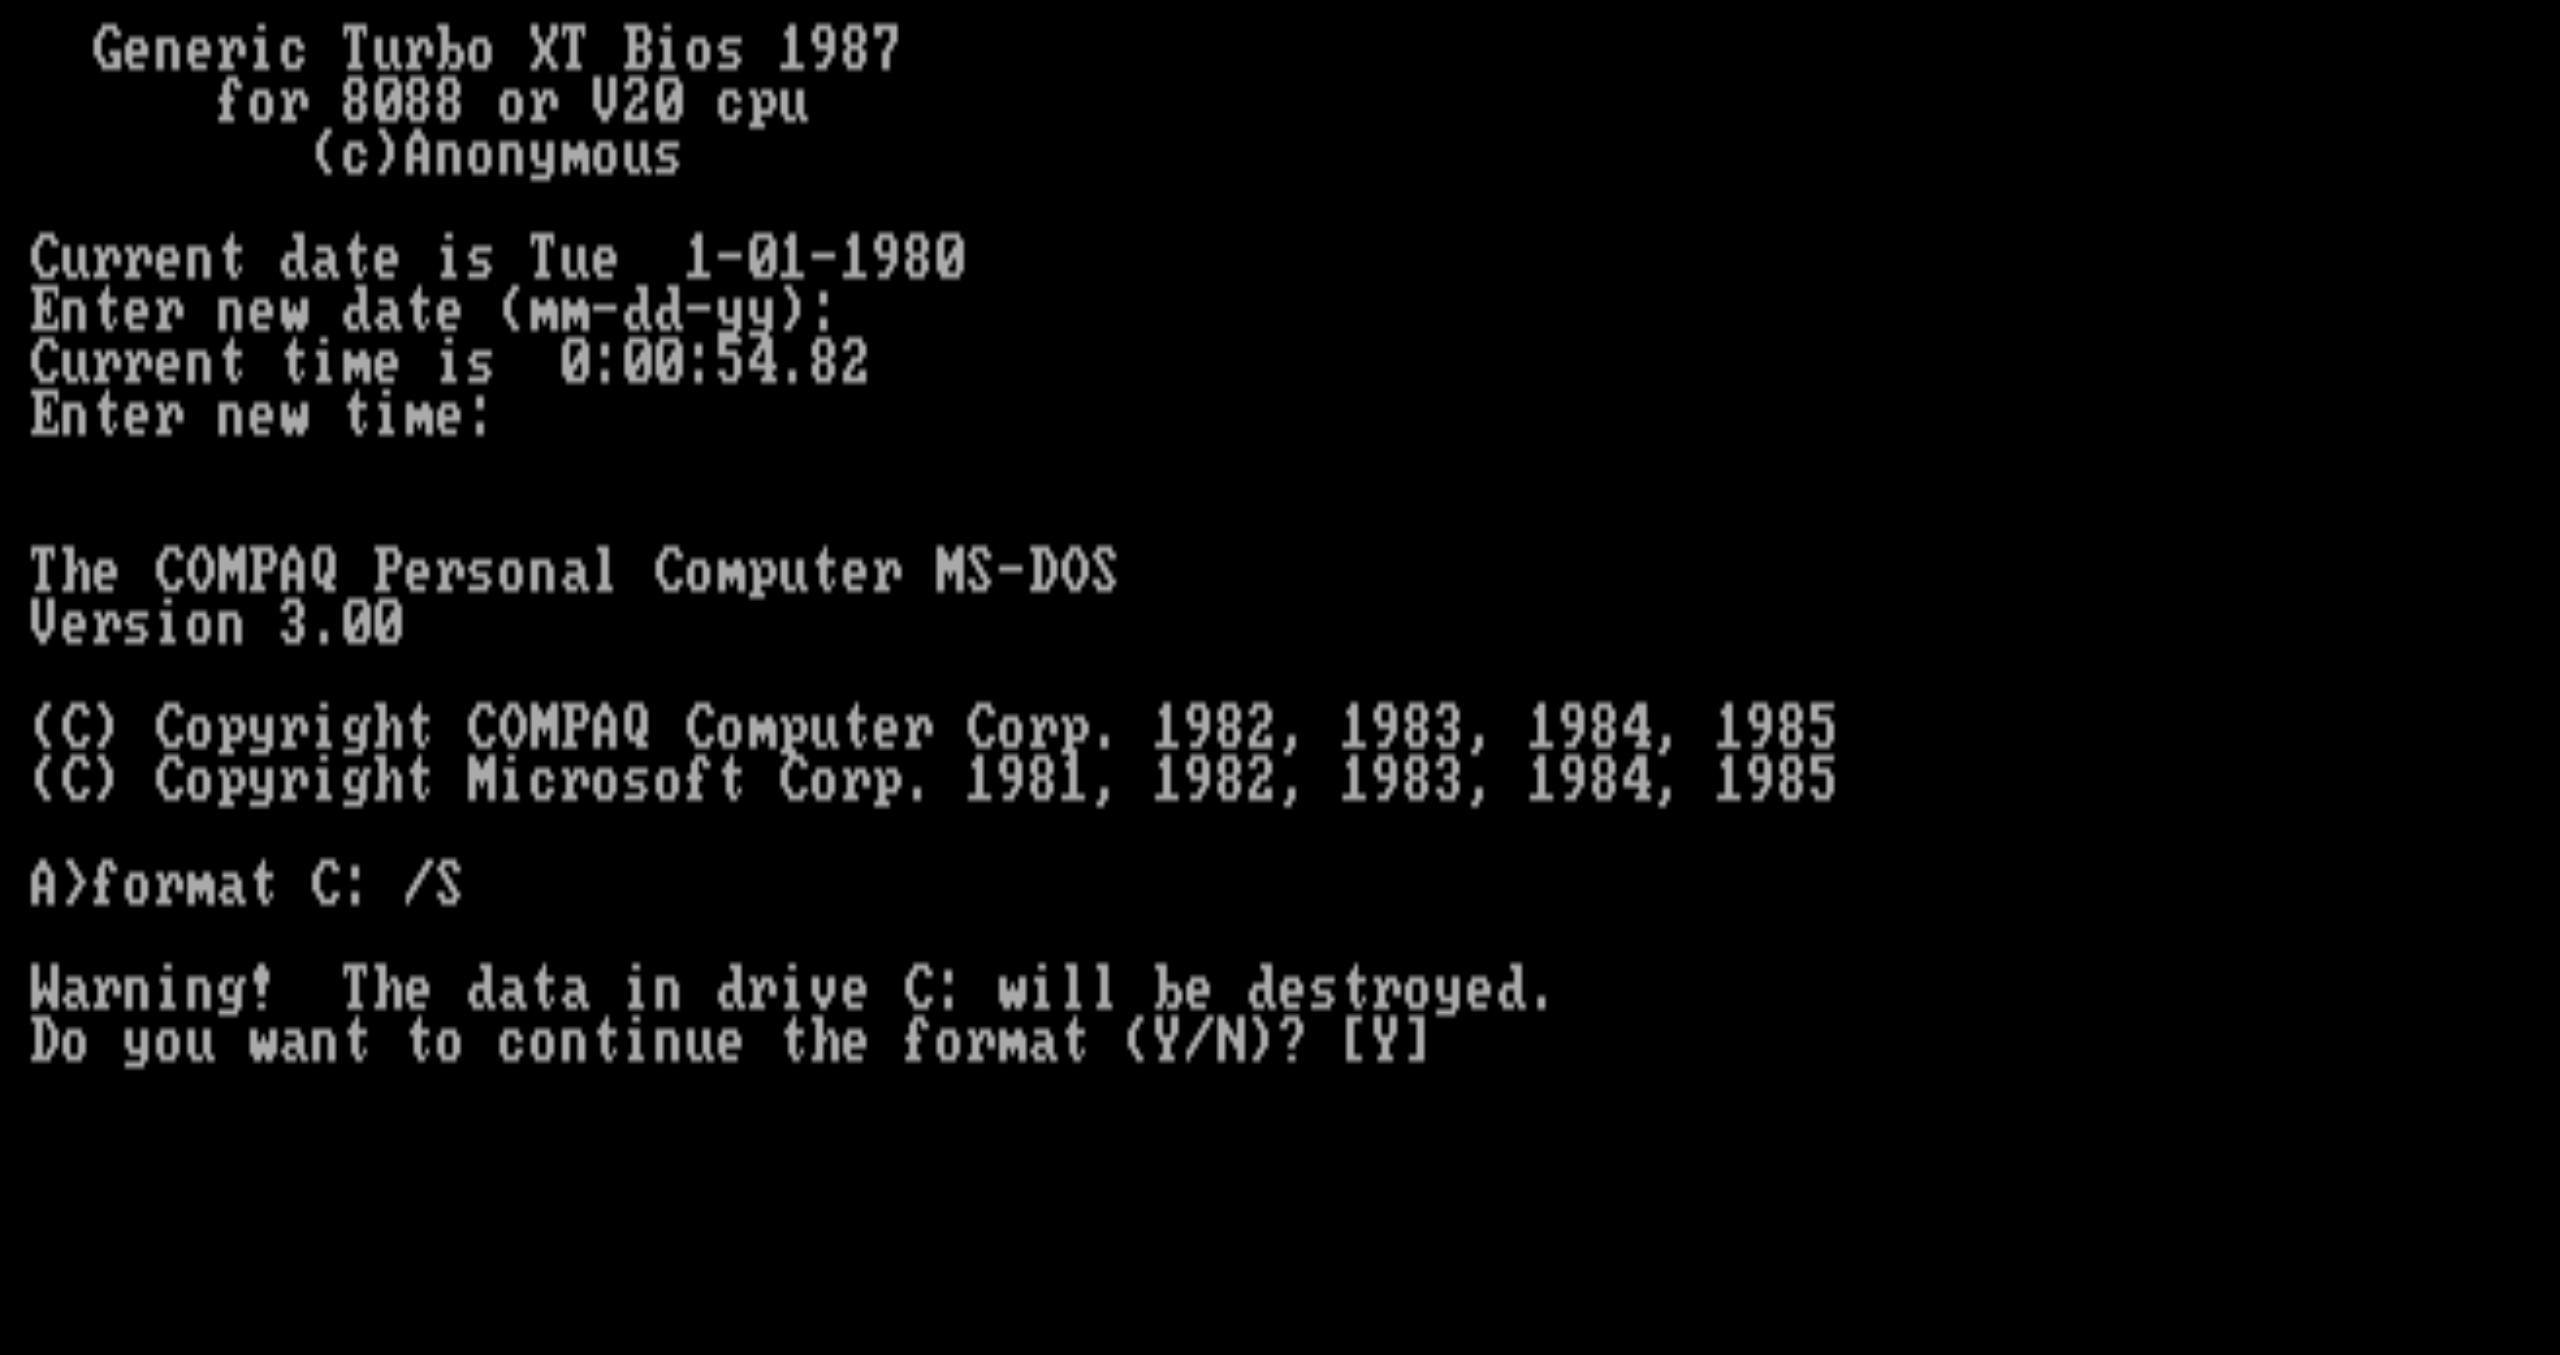 Generic Turbo XT Bios 1987
for 8088 or V20 cpu
(c)Anonymous
Current date is Tue  1-01-1980
Enter new date (mm-dd-yy):
Current time is  0:00:54.82
Enter new time:
The COMPAQ Personal Computer MS-DOS
Version 3.00
(C) Copyright COMPAQ Computer Corp. 1982, 1983, 1984, 1985
(C) Copyright Microsoft Corp. 1981, 1982, 1983, 1984, 1985
A>format C: /S
Warning!  The data in drive C: will be destroyed.
Do you want to continue the format (Y/N)? [Y]